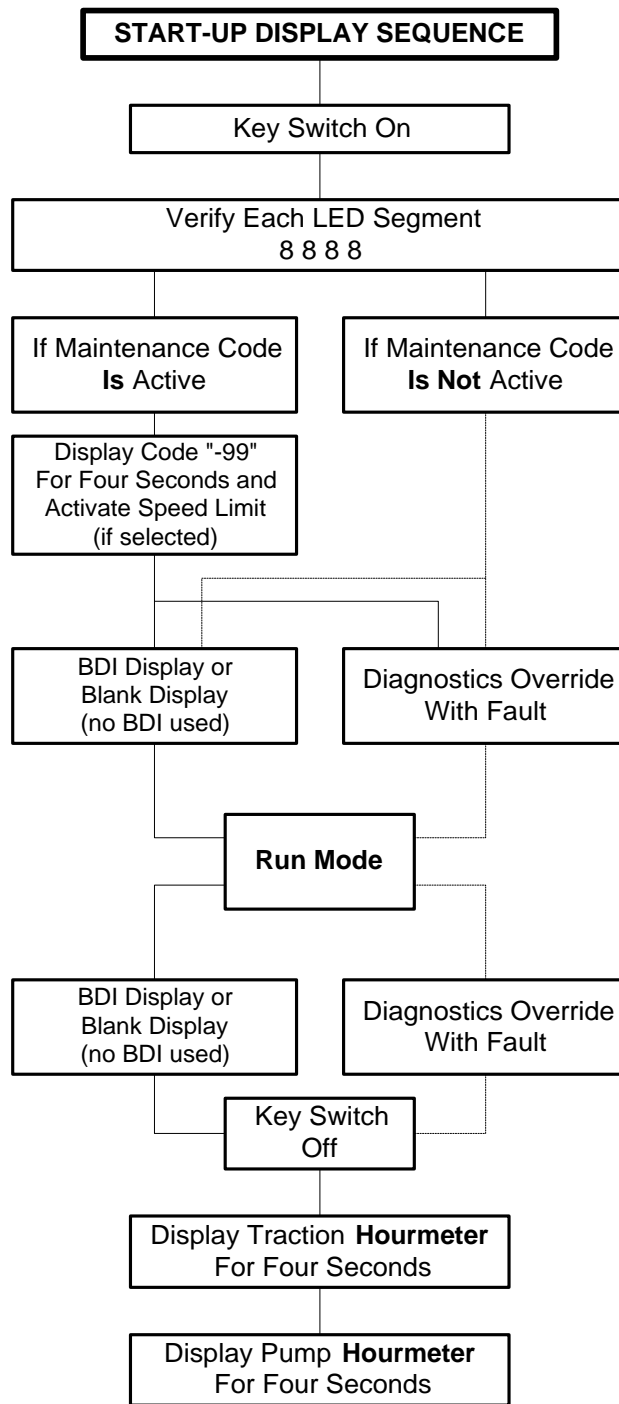 START-UP DISPLAY SEQUENCE
Key Switch On
Verify Each LED Segment
8 8 8 8
If Maintenance Code
Is Active
If Maintenance Code
Is Not Active
Display Code "-99"
For Four Seconds and
Activate Speed Limit
(if selected)
BDI Display or
Blank Display
(no BDI used)
Diagnostics Override
With Fault
Run Mode
BDI Display or
Blank Display
(no BDI used)
Diagnostics Override
With Fault
Key Switch
Off
Display Traction Hourmeter
For Four Seconds
Display Pump Hourmeter
For Four Seconds